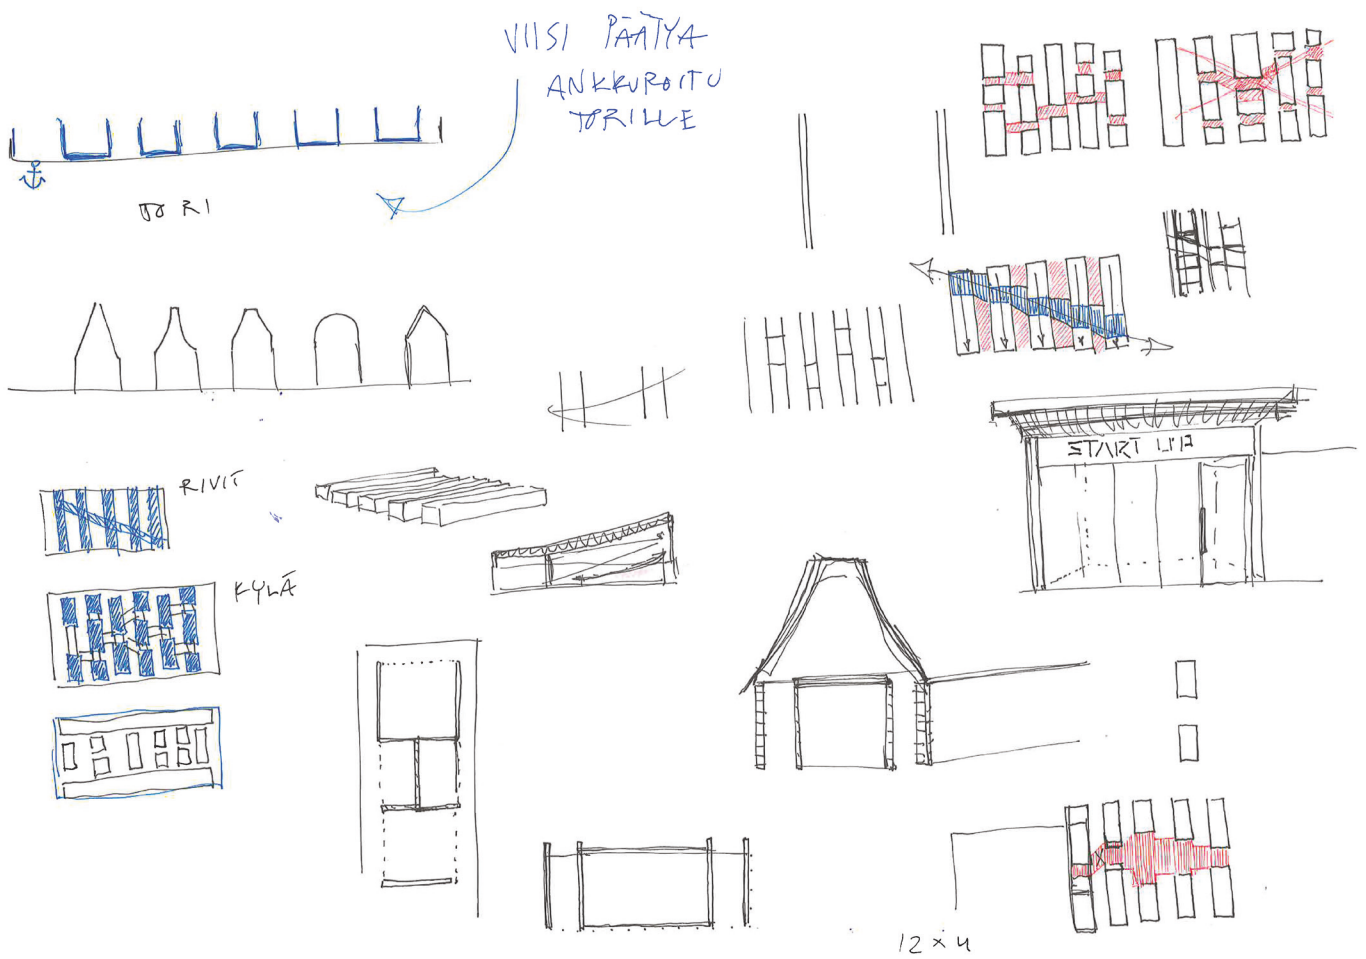 VIISI PÄÄTYÄ
ANKKUROITU
TORILLE
TORI
RIVIT
KYLÄ
START UP
12 x 4